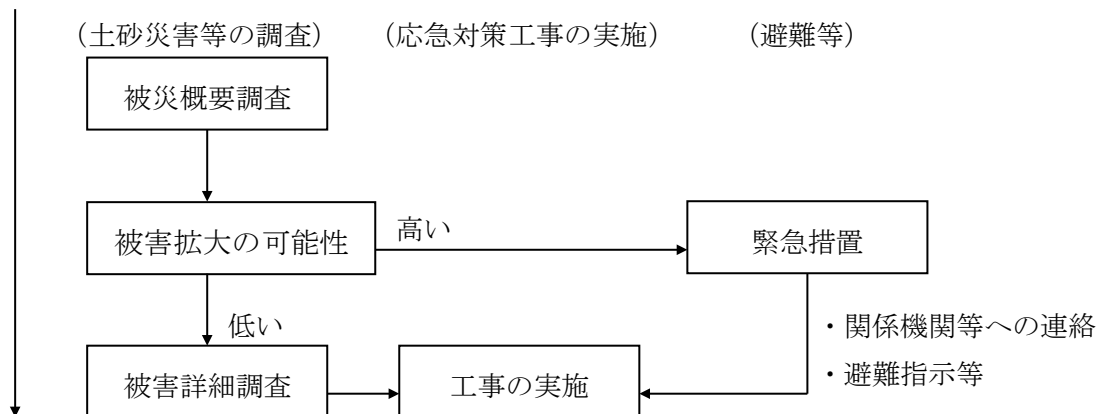 （土砂災害等の調査） （応急対策工事の実施） （避難等）
被災概要調査
被害拡大の可能性 高い 緊急措置
低い
・関係機関等への連絡
・避難指示等
被害詳細調査 工事の実施